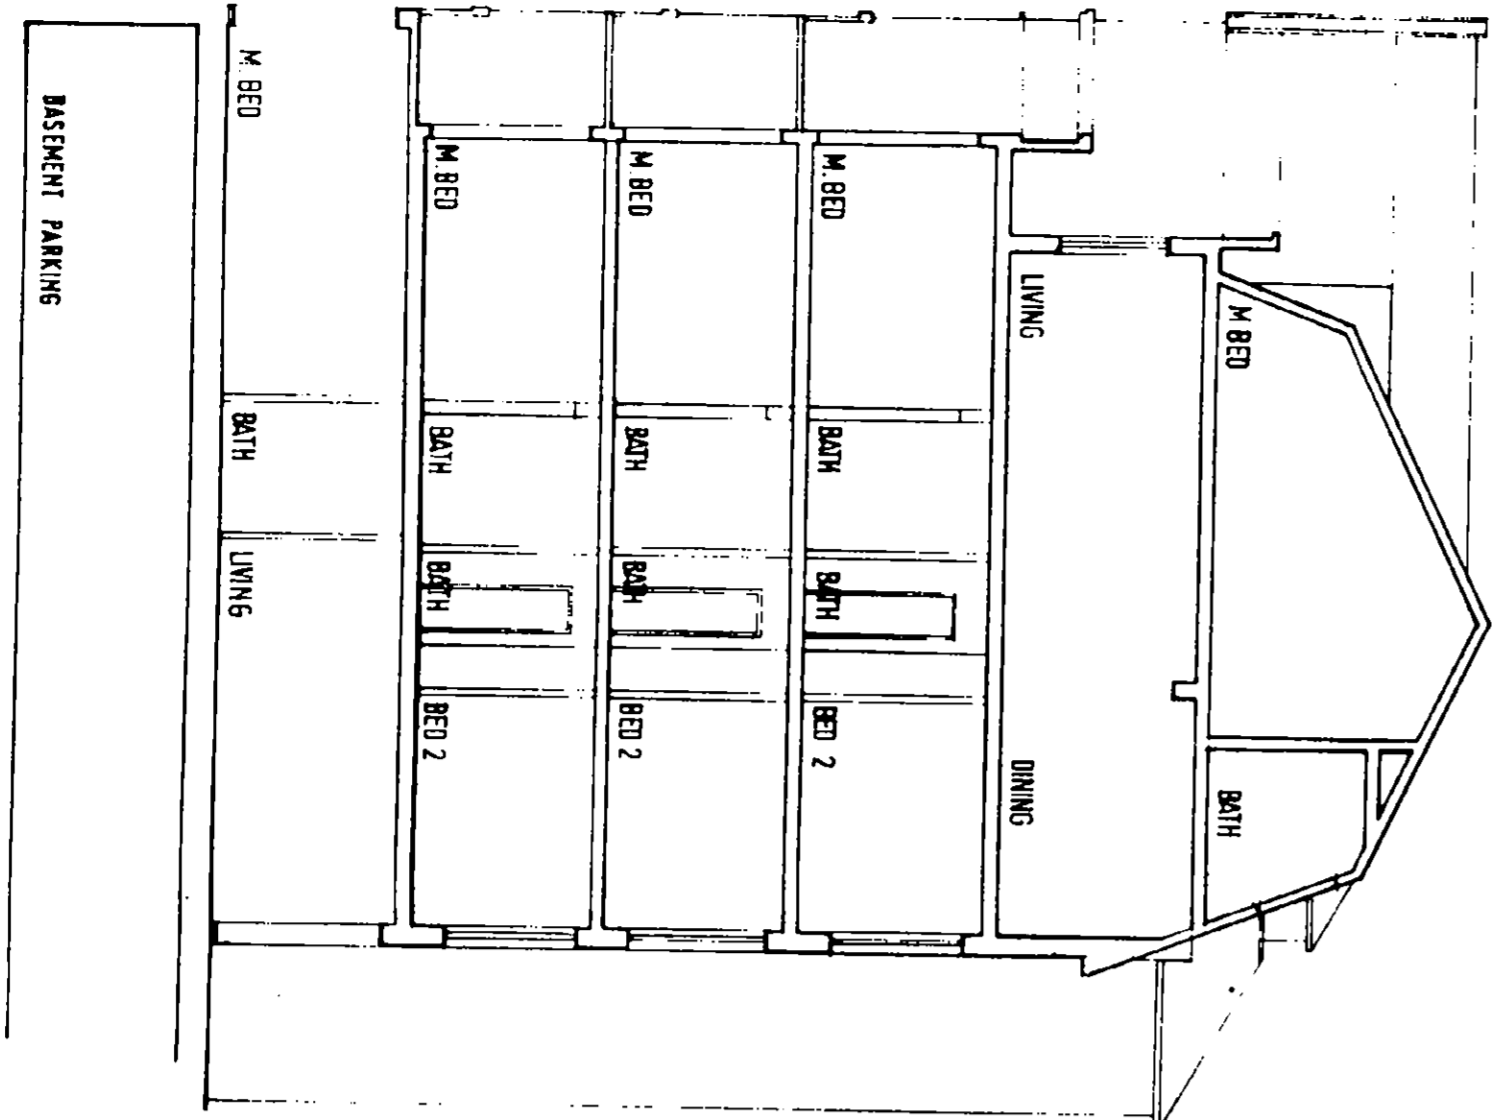 M BED
BATH
LIVING
DINING
M. BED
BATH
BATH
BED 2
M. BED
BATH
BATH
BED 2
M. BED
BATH
BATH
BED 2
M. BED
BATH
LIVING
BASEMENT PARKING